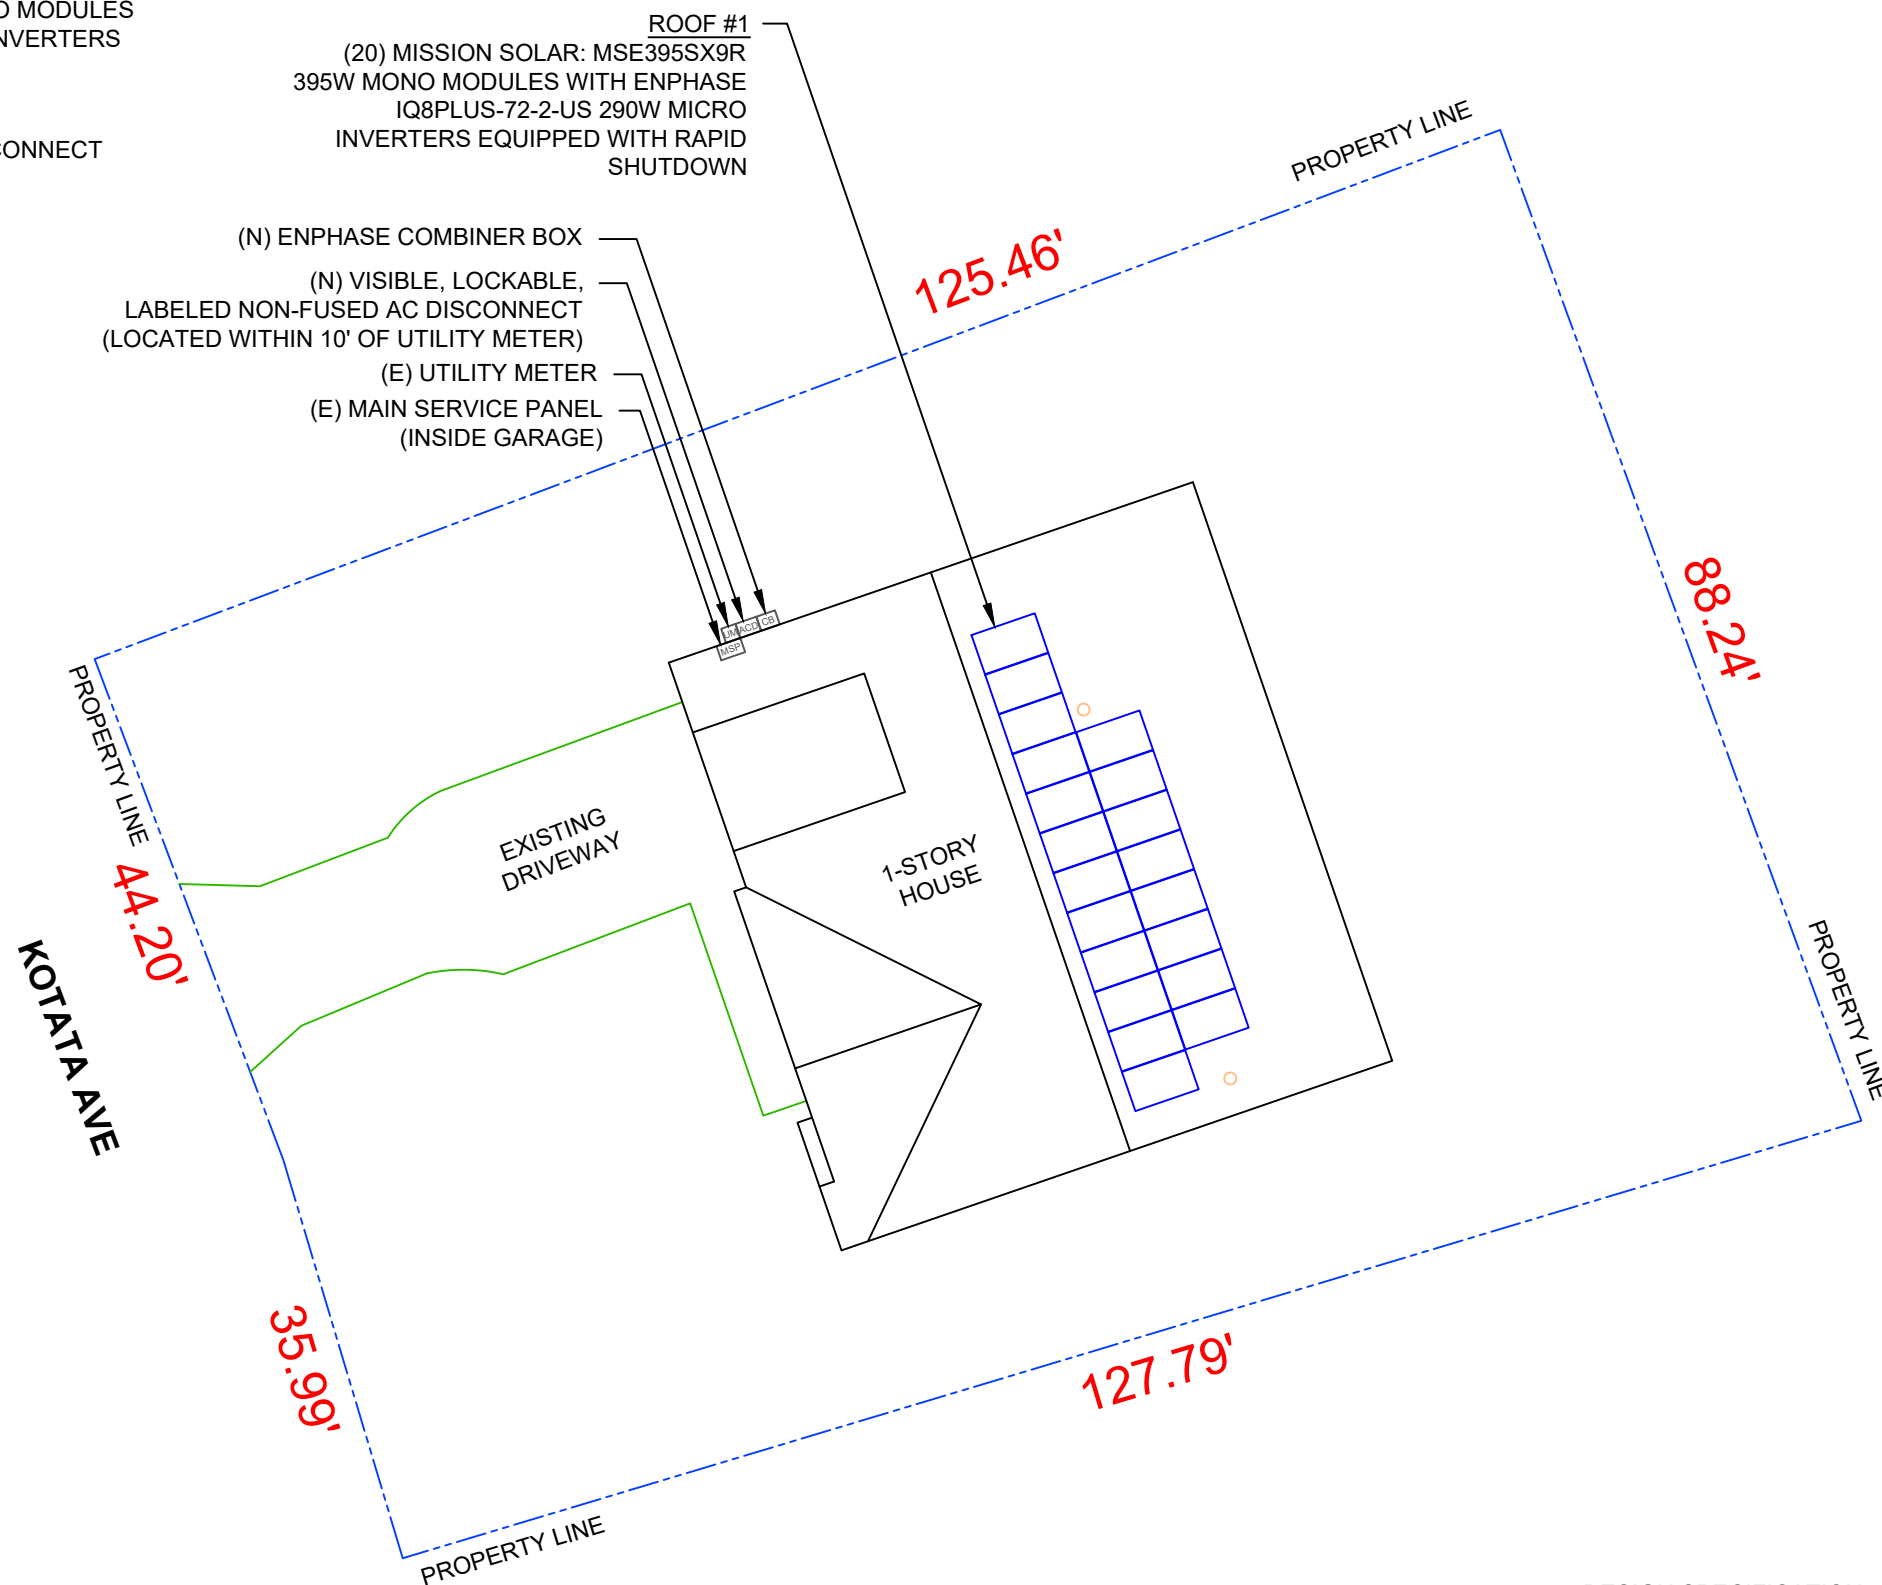 MODULES
ROOF #1
(20) MISSION SOLAR: MSE395SX9R
395W MONO MODULES WITH ENPHASE
IQ8PLUS-72-2-US 290W MICRO
INVERTERS EQUIPPED WITH RAPID
SHUTDOWN
(N) ENPHASE COMBINER BOX
(N) VISIBLE, LOCKABLE,
LABELED NON-FUSED AC DISCONNECT
(LOCATED WITHIN 10' OF UTILITY METER)
(E) UTILITY METER
(E) MAIN SERVICE PANEL
(INSIDE GARAGE)
PROPERTY LINE
125.46'
88.24'
UM
ACD
CB
MSP
PROPERTY LINE
44.20'
EXISTING
DRIVEWAY
1-STORY
HOUSE
KOTATA AVE
PROPERTY LINE
35.99'
127.79'
PROPERTY LINE